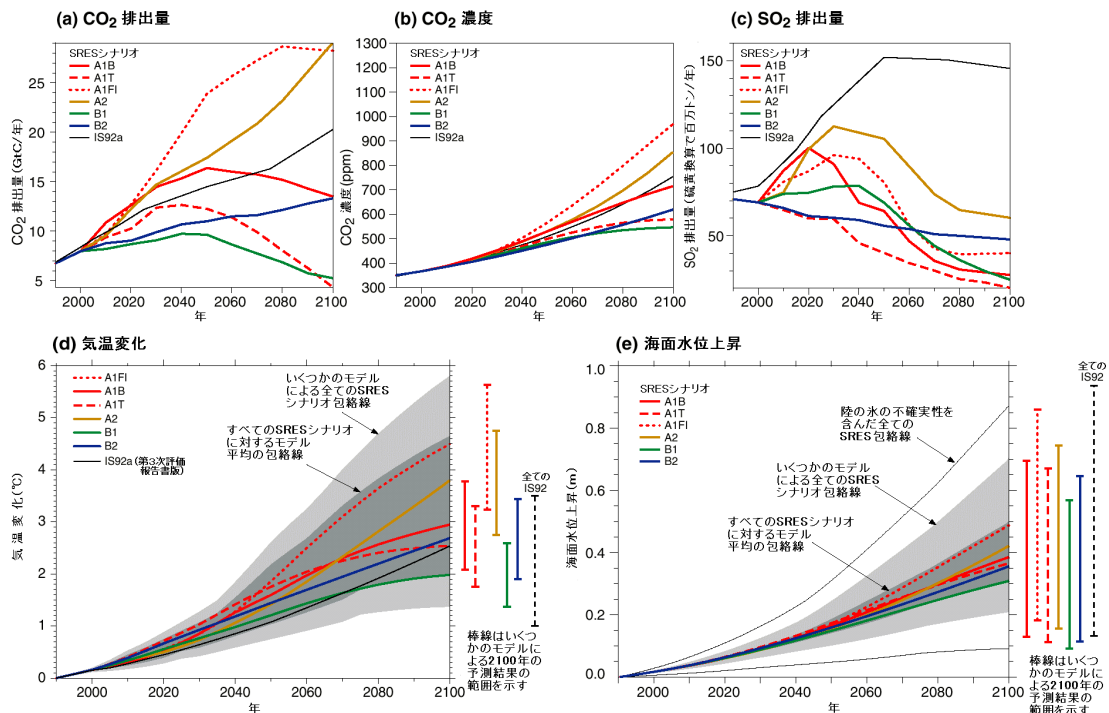 (a) CO2 排出量
SRESシナリオ
A1B
A1T
A1FI
A2
B1
B2
IS92a
CO2 排出量(GtC/年)
25
20
15
10
5
2000
2020
2040
2060
2080
2100
年
(b) CO2 濃度
SRESシナリオ
A1B
A1T
A1FI
A2
B1
B2
IS92a
CO2 濃度(ppm)
1300
1200
1100
1000
900
800
700
600
500
400
300
2000
2020
2040
2060
2080
2100
年
(c) SO2 排出量
SRESシナリオ
A1B
A1T
A1FI
A2
B1
B2
IS92a
SO2 排出量(硫黄換算で百万トン/年)
150
100
50
2000
2020
2040
2060
2080
2100
年
(d) 気温変化
A1FI
A1B
A1T
A2
B1
B2
IS92a(第3次評価
報告書版)
いくつかのモデル
による全てのSRES
シナリオ包絡線
すべてのSRESシナリオ
に対するモデル
平均の包絡線
気温変化(℃)
6
5
4
3
2
1
0
2000
2020
2040
2060
2080
2100
年
全ての
IS92
棒線はいくつ
かのモデルに
よる2100年の
予測結果の
範囲を示す
(e) 海面水位上昇
SRESシナリオ
A1B
A1T
A1FI
A2
B1
B2
陸の氷の不確実性を
含んだ全ての
SRES包絡線
いくつかのモデル
による全てのSRES
シナリオ包絡線
すべてのSRESシナリオ
に対するモデル
平均の包絡線
海面水位上昇(m)
1.0
0.8
0.6
0.4
0.2
0.0
2000
2020
2040
2060
2080
2100
年
全ての
IS92
棒線はいくつ
かのモデルに
よる2100年の
予測結果の
範囲を示す